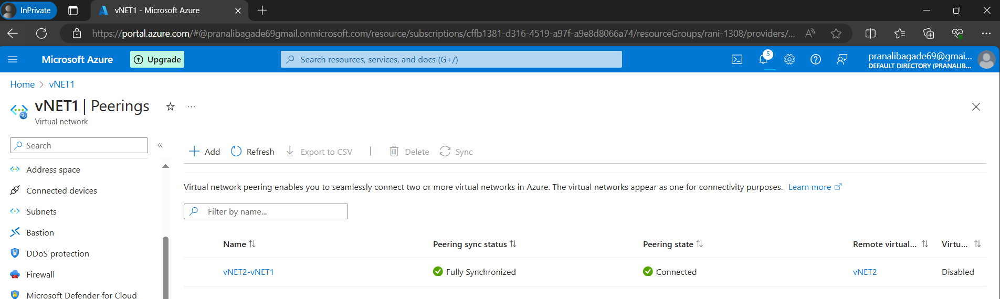 InPrivate
vNET1 - Microsoft Azure
https://portal.azure.com/#@pranalibagade69gmail.onmicrosoft.com/resource/subscriptions/cffb1381-d316-4519-a97f-a9e8d8066a74/resourceGroups/rani-1308/providers/...
Microsoft Azure
Upgrade
Search resources, services, and docs (G+/)
5
pranalibagade69@gmai...
DEFAULT DIRECTORY (PRANALIB...
Home > vNET1
vNET1 | Peerings
Virtual network
Search
Add
Refresh
Export to CSV
Delete
Sync
Address space
Connected devices
Subnets
Bastion
DDoS protection
Firewall
Microsoft Defender for Cloud
Virtual network peering enables you to seamlessly connect two or more virtual networks in Azure. The virtual networks appear as one for connectivity purposes. Learn more
Filter by name...
Name Peering sync status Peering state Remote virtual... Virtu...
vNET2-vNET1 Fully Synchronized Connected vNET2 Disabled